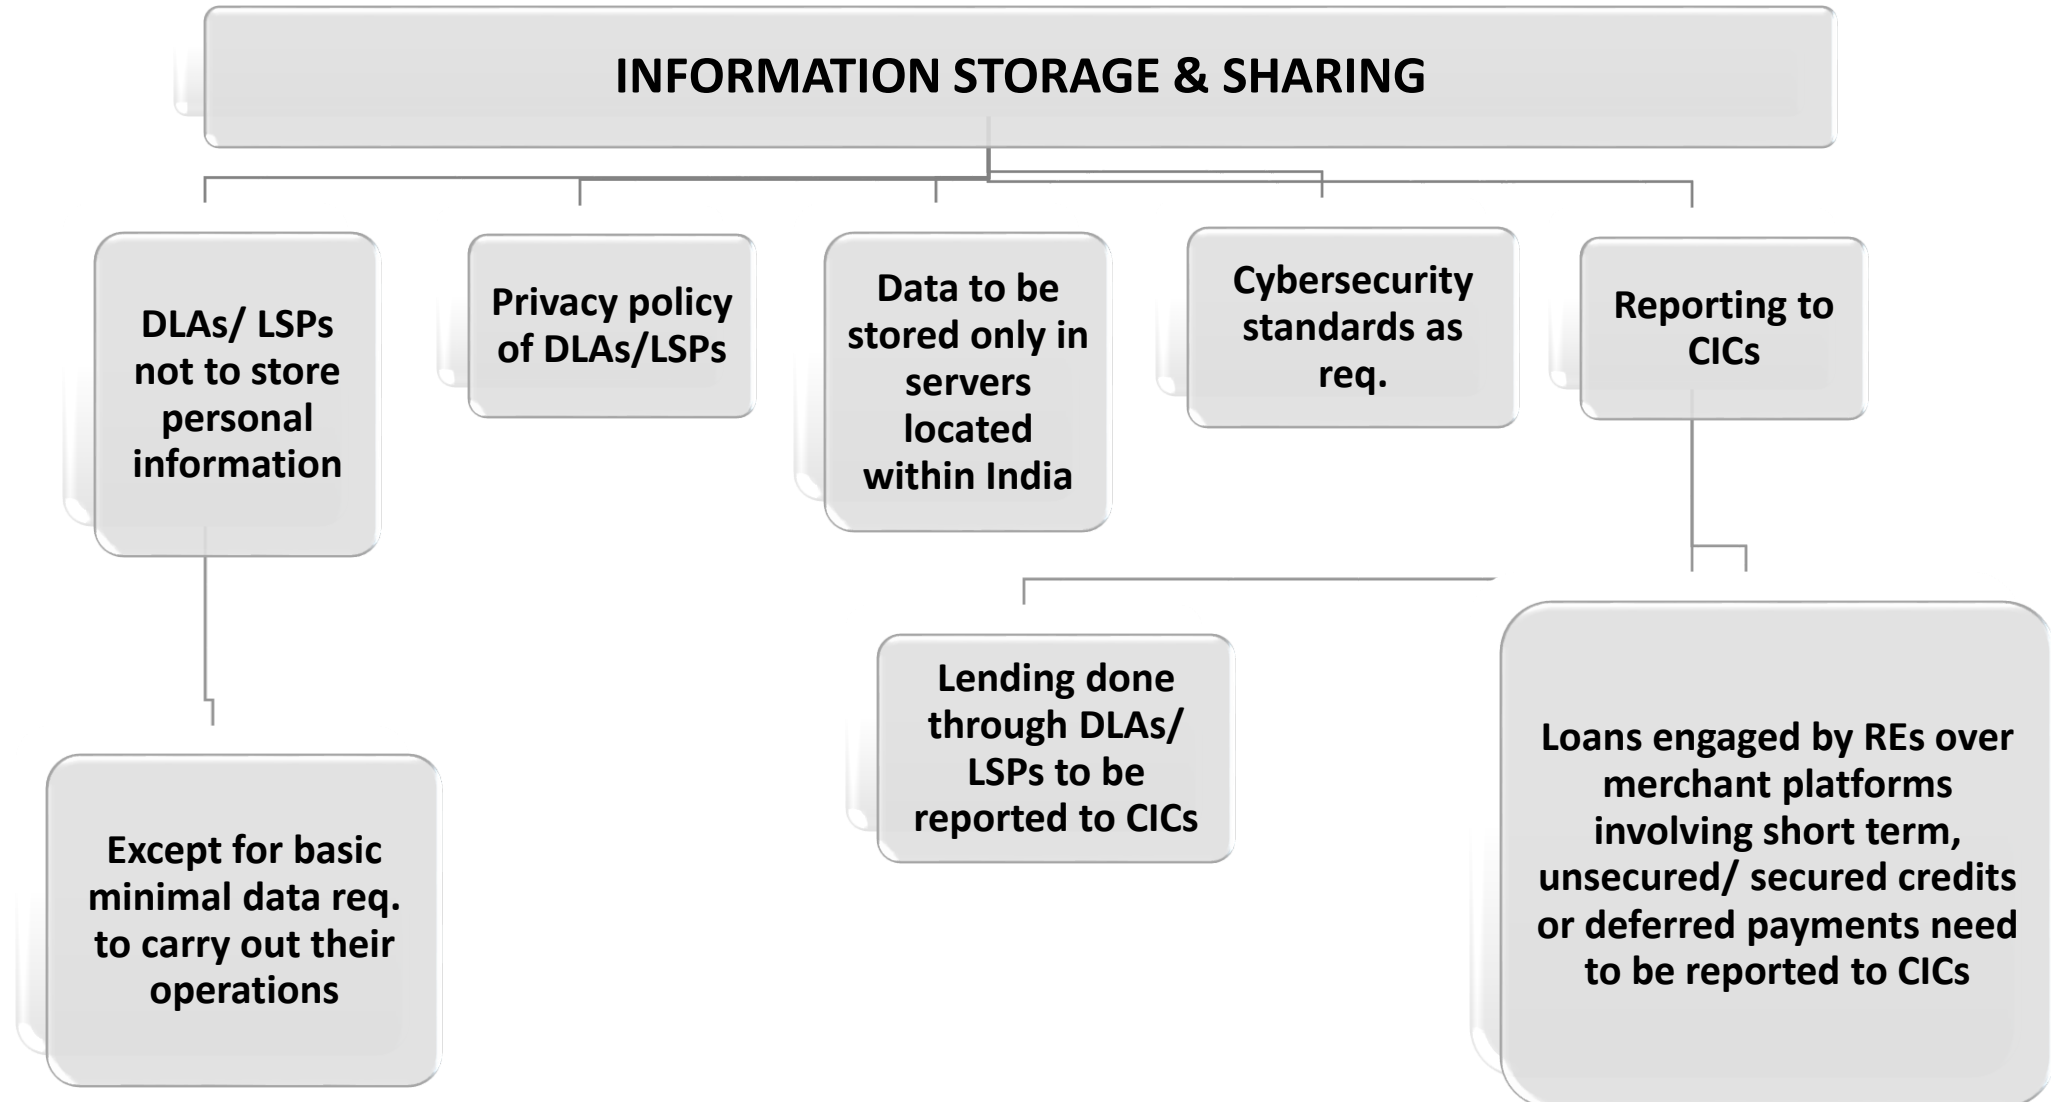 INFORMATION STORAGE & SHARING
DLAs/ LSPs
not to store
personal
information
Privacy policy
of DLAs/LSPs
Data to be
stored only in
servers
located
within India
Cybersecurity
standards as
req.
Reporting to
CICs
Except for basic
minimal data req.
to carry out their
operations
Lending done
through DLAs/
LSPs to be
reported to CICs
Loans engaged by REs over
merchant platforms
involving short term,
unsecured/ secured credits
or deferred payments need
to be reported to CICs